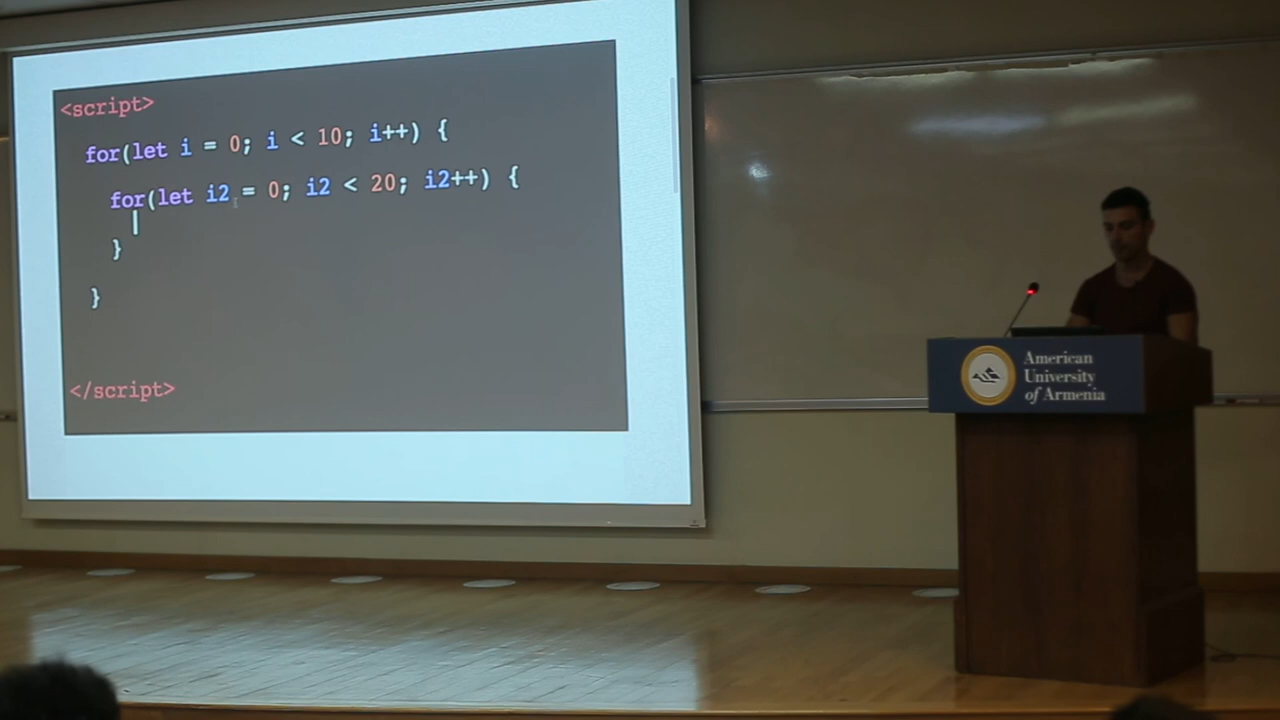 <script>
for(let i = 0; i < 10; i++) {
for(let i2 = 0; i2 < 20; i2++) {
}
}
</script>
American
University
of Armenia